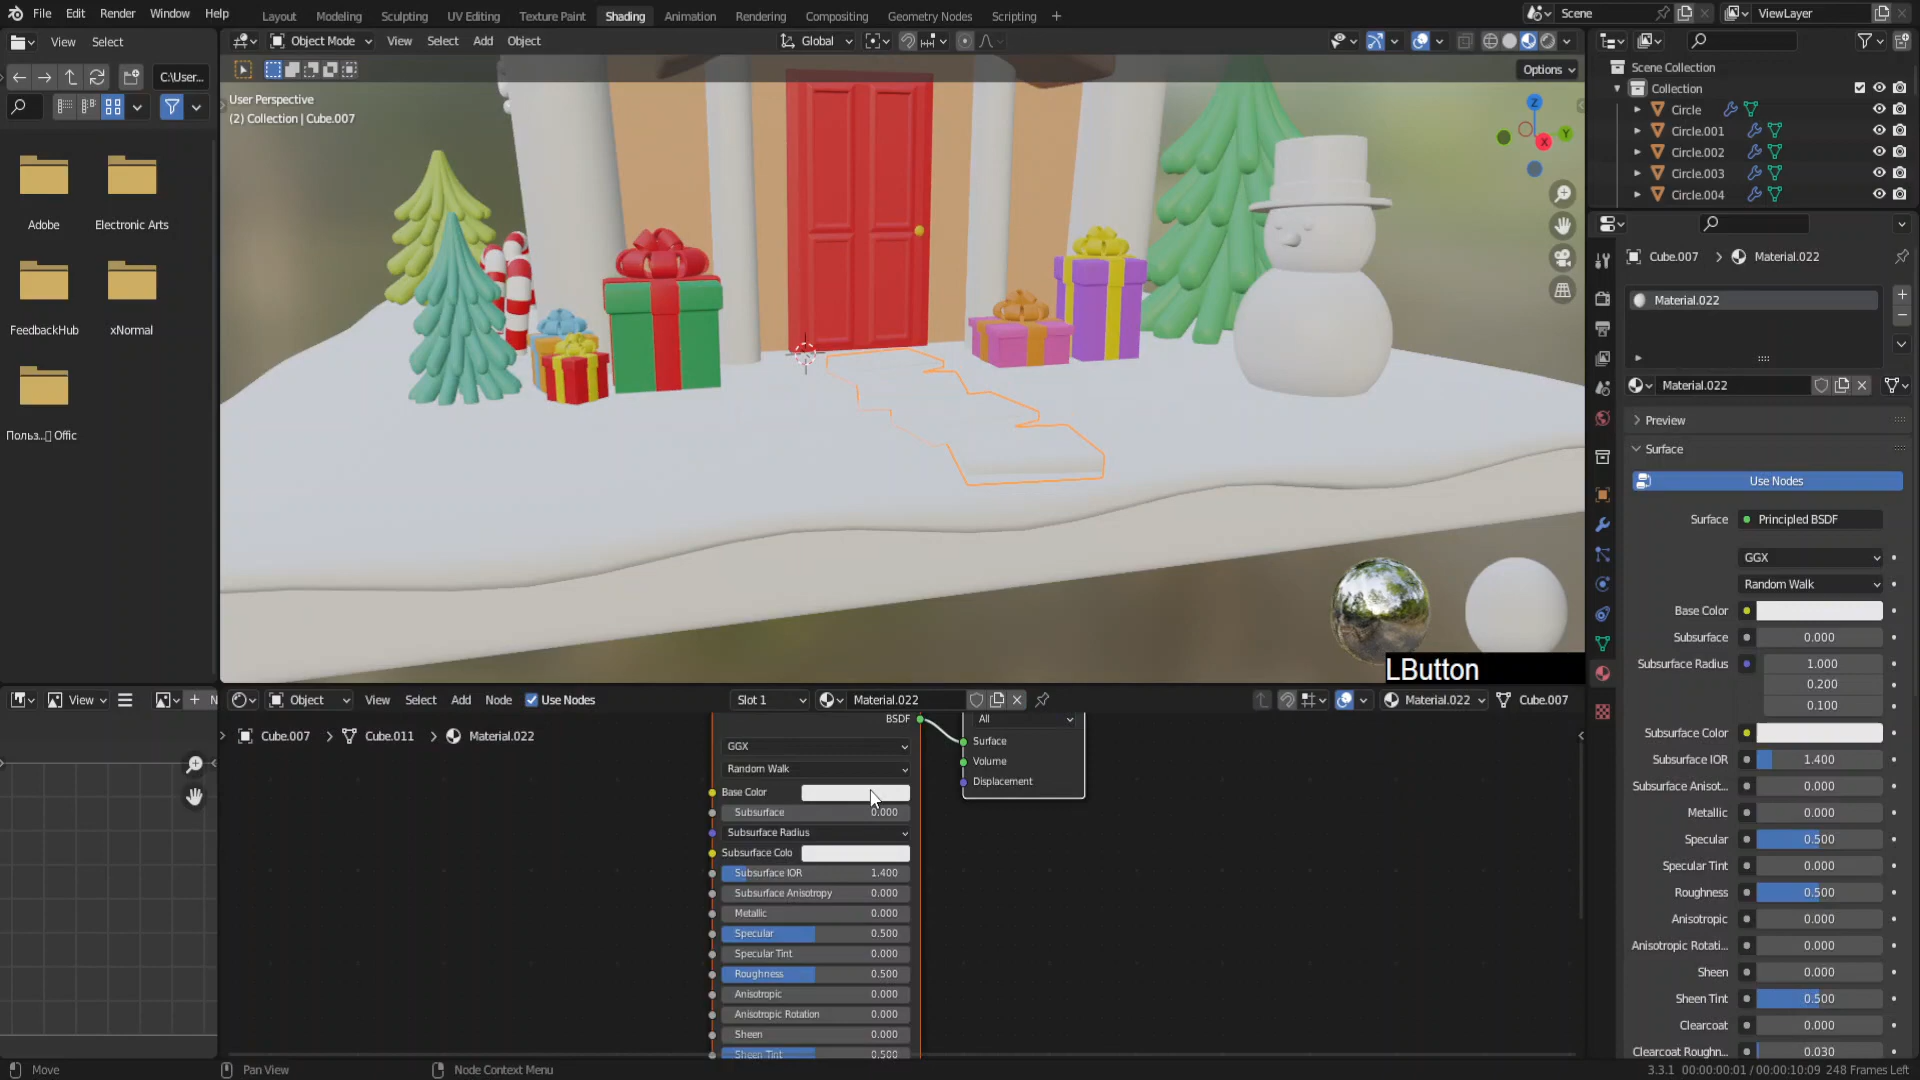 File Edit Render Window Help
Layout Modeling Sculpting UV Editing Texture Paint Shading Animation Rendering Compositing Geometry Nodes Scripting +
Scene
ViewLayer
View Select
C:\User...
Object Mode View Select Add Object
Global
Options
User Perspective
(2) Collection | Cube.007
Z
Y
X
Adobe
Electronic Arts
FeedbackHub
xNormal
Offic
Scene Collection
Collection
Circle
Circle.001
Circle.002
Circle.003
Circle.004
Cube.007 > Material.022
Material.022
Material.022
Preview
Surface
Use Nodes
Surface Principled BSDF
GGX
Random Walk
Base Color
Subsurface 0.000
Subsurface Radius 1.000
0.200
0.100
Subsurface Color
Subsurface IOR 1.400
Subsurface Anisot... 0.000
Metallic 0.000
Specular 0.500
Specular Tint 0.000
Roughness 0.500
Anisotropic 0.000
Anisotropic Rotati... 0.000
Sheen 0.000
Sheen Tint 0.500
Clearcoat 0.000
Clearcoat Roughn... 0.030
LButton
View
Object View Select Add Node Use Nodes
Slot 1
Material.022
Material.022
Cube.007
Cube.007 > Cube.011 > Material.022
BSDF
GGX
Random Walk
Base Color
Subsurface 0.000
Subsurface Radius
Subsurface Colo
Subsurface IOR 1.400
Subsurface Anisotropy 0.000
Metallic 0.000
Specular 0.500
Specular Tint 0.000
Roughness 0.500
Anisotropic 0.000
Anisotropic Rotation 0.000
Sheen 0.000
Sheen Tint 0.500
All
Surface
Volume
Displacement
Move
Pan View
Node Context Menu
3.3.1 00:00:00:01 / 00:00:10:09 248 Frames Left